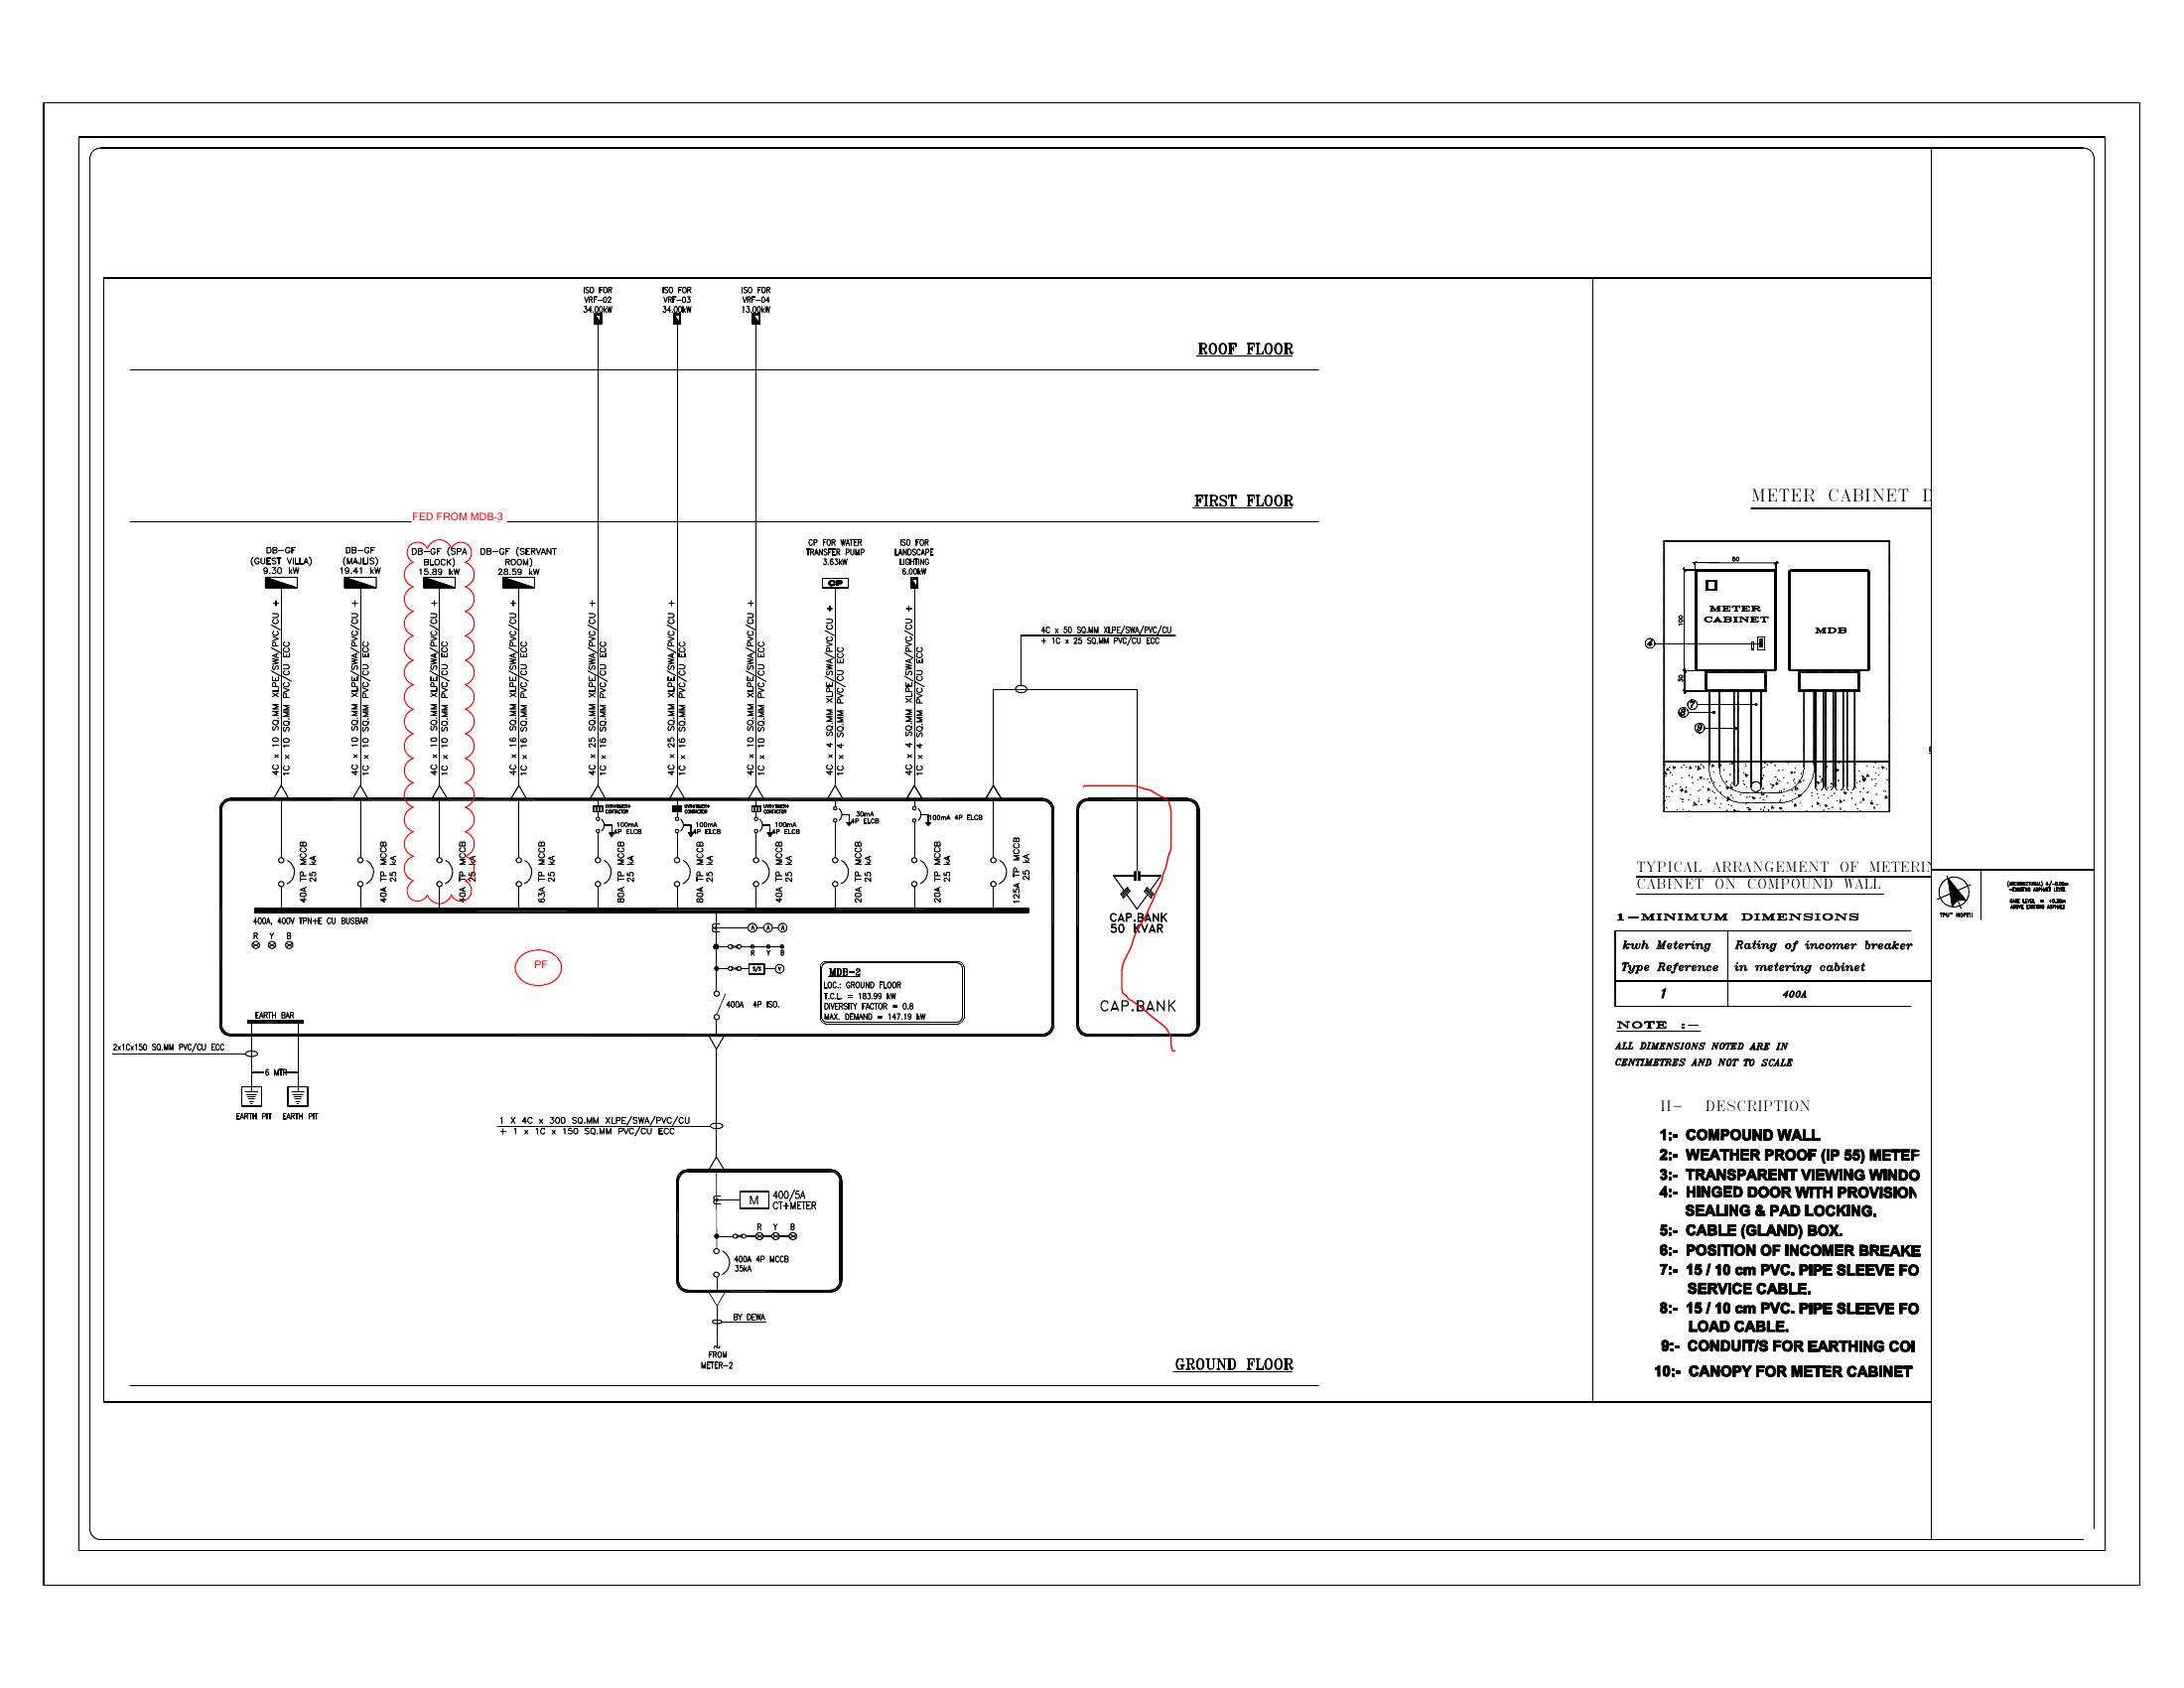 ISO FOR
VRF-02
34.00kW
ISO FOR
VRF-03
34.00kW
ISO FOR
VRF-04
13.00kW
ROOF FLOOR
FIRST FLOOR
FED FROM MDB-3
DB-GF
(GUEST VILLA)
9.30 kW
DB-GF
(MAJLIS)
19.41 kW
DB-GF (SPA
BLOCK)
15.89 kW
DB-GF (SERVANT
ROOM)
28.59 kW
CP FOR WATER
TRANSFER PUMP
3.63kW
CP
ISO FOR
LANDSCAPE
LIGHTING
6.00kW
4C x 10 SQ.MM XLPE/SWA/PVC/CU +
1C x 10 SQ.MM PVC/CU ECC
4C x 10 SQ.MM XLPE/SWA/PVC/CU +
1C x 10 SQ.MM PVC/CU ECC
4C x 10 SQ.MM XLPE/SWA/PVC/CU +
1C x 10 SQ.MM PVC/CU ECC
4C x 16 SQ.MM XLPE/SWA/PVC/CU +
1C x 16 SQ.MM PVC/CU ECC
4C x 25 SQ.MM XLPE/SWA/PVC/CU +
1C x 16 SQ.MM PVC/CU ECC
4C x 25 SQ.MM XLPE/SWA/PVC/CU +
1C x 16 SQ.MM PVC/CU ECC
4C x 10 SQ.MM XLPE/SWA/PVC/CU +
1C x 10 SQ.MM PVC/CU ECC
4C x 4 SQ.MM XLPE/SWA/PVC/CU +
1C x 4 SQ.MM PVC/CU ECC
4C x 4 SQ.MM XLPE/SWA/PVC/CU +
1C x 4 SQ.MM PVC/CU ECC
4C x 50 SQ.MM XLPE/SWA/PVC/CU
+ 1C x 25 SQ.MM PVC/CU ECC
CONTACTOR
100mA
4P ELCB
CONTACTOR
100mA
4P ELCB
CONTACTOR
100mA
4P ELCB
30mA
4P ELCB
100mA 4P ELCB
40A TP MCCB
25 kA
40A TP MCCB
25 kA
40A TP MCCB
25 kA
63A TP MCCB
25 kA
80A TP MCCB
25 kA
80A TP MCCB
25 kA
40A TP MCCB
25 kA
20A TP MCCB
25 kA
20A TP MCCB
25 kA
125A TP MCCB
25 kA
400A, 400V TPN+E CU BUSBAR
R Y B
PF
A A A
R Y B
S/S V
400A 4P ISO.
MDB-2
LOC.: GROUND FLOOR
T.C.L. = 183.99 kW
DIVERSITY FACTOR = 0.8
MAX. DEMAND = 147.19 kW
CAP.BANK
50 KVAR
CAP.BANK
EARTH BAR
2x1Cx150 SQ.MM PVC/CU ECC
6 MTR
EARTH PIT
EARTH PIT
1 X 4C x 300 SQ.MM XLPE/SWA/PVC/CU
+ 1 x 1C x 150 SQ.MM PVC/CU ECC
M
400/5A
CT+METER
R Y B
400A 4P MCCB
35kA
BY DEWA
FROM
METER-2
GROUND FLOOR
METER CABINET D
60
100
30
METER
CABINET
MDB
4
7
8
9
TYPICAL ARRANGEMENT OF METERIN
CABINET ON COMPOUND WALL
1-MINIMUM DIMENSIONS
kwh Metering
Type Reference
Rating of incomer breaker
in metering cabinet
1
400A
NOTE :-
ALL DIMENSIONS NOTED ARE IN
CENTIMETRES AND NOT TO SCALE
II- DESCRIPTION
1:- COMPOUND WALL
2:- WEATHER PROOF (IP 55) METER
3:- TRANSPARENT VIEWING WINDO
4:- HINGED DOOR WITH PROVISION
SEALING & PAD LOCKING.
5:- CABLE (GLAND) BOX.
6:- POSITION OF INCOMER BREAKE
7:- 15 / 10 cm PVC. PIPE SLEEVE FO
SERVICE CABLE.
8:- 15 / 10 cm PVC. PIPE SLEEVE FO
LOAD CABLE.
9:- CONDUIT/S FOR EARTHING CO
10:- CANOPY FOR METER CABINET